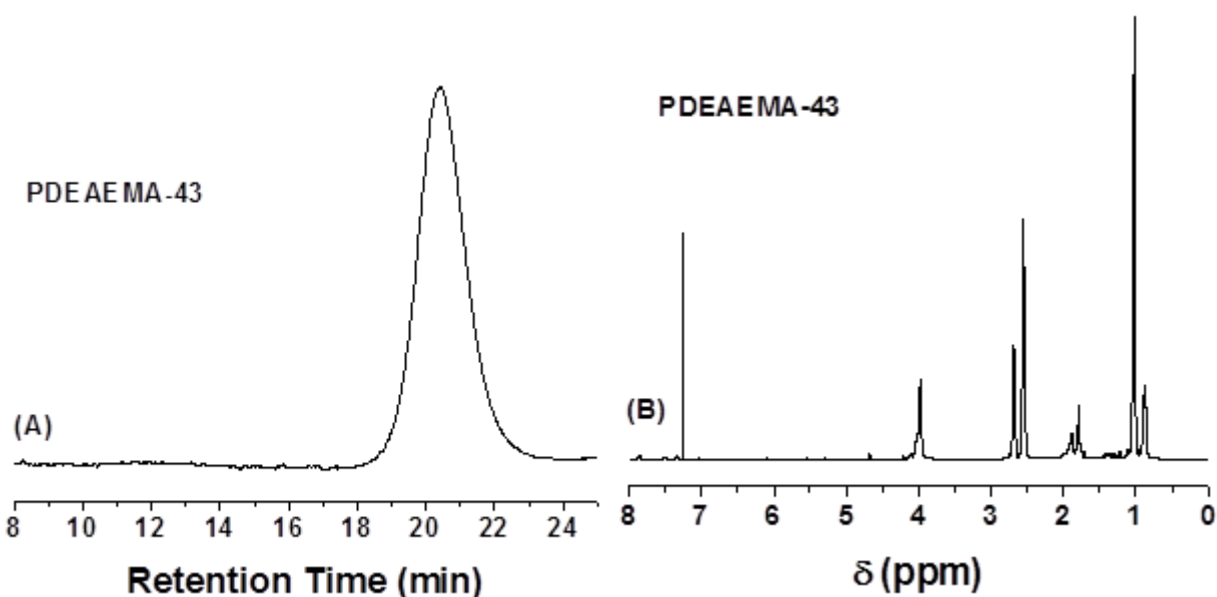 PDEAEMA-43
(A)
8 10 12 14 16 18 20 22 24
Retention Time (min)
PDEAEMA-43
(B)
8 7 6 5 4 3 2 1 0
δ (ppm)